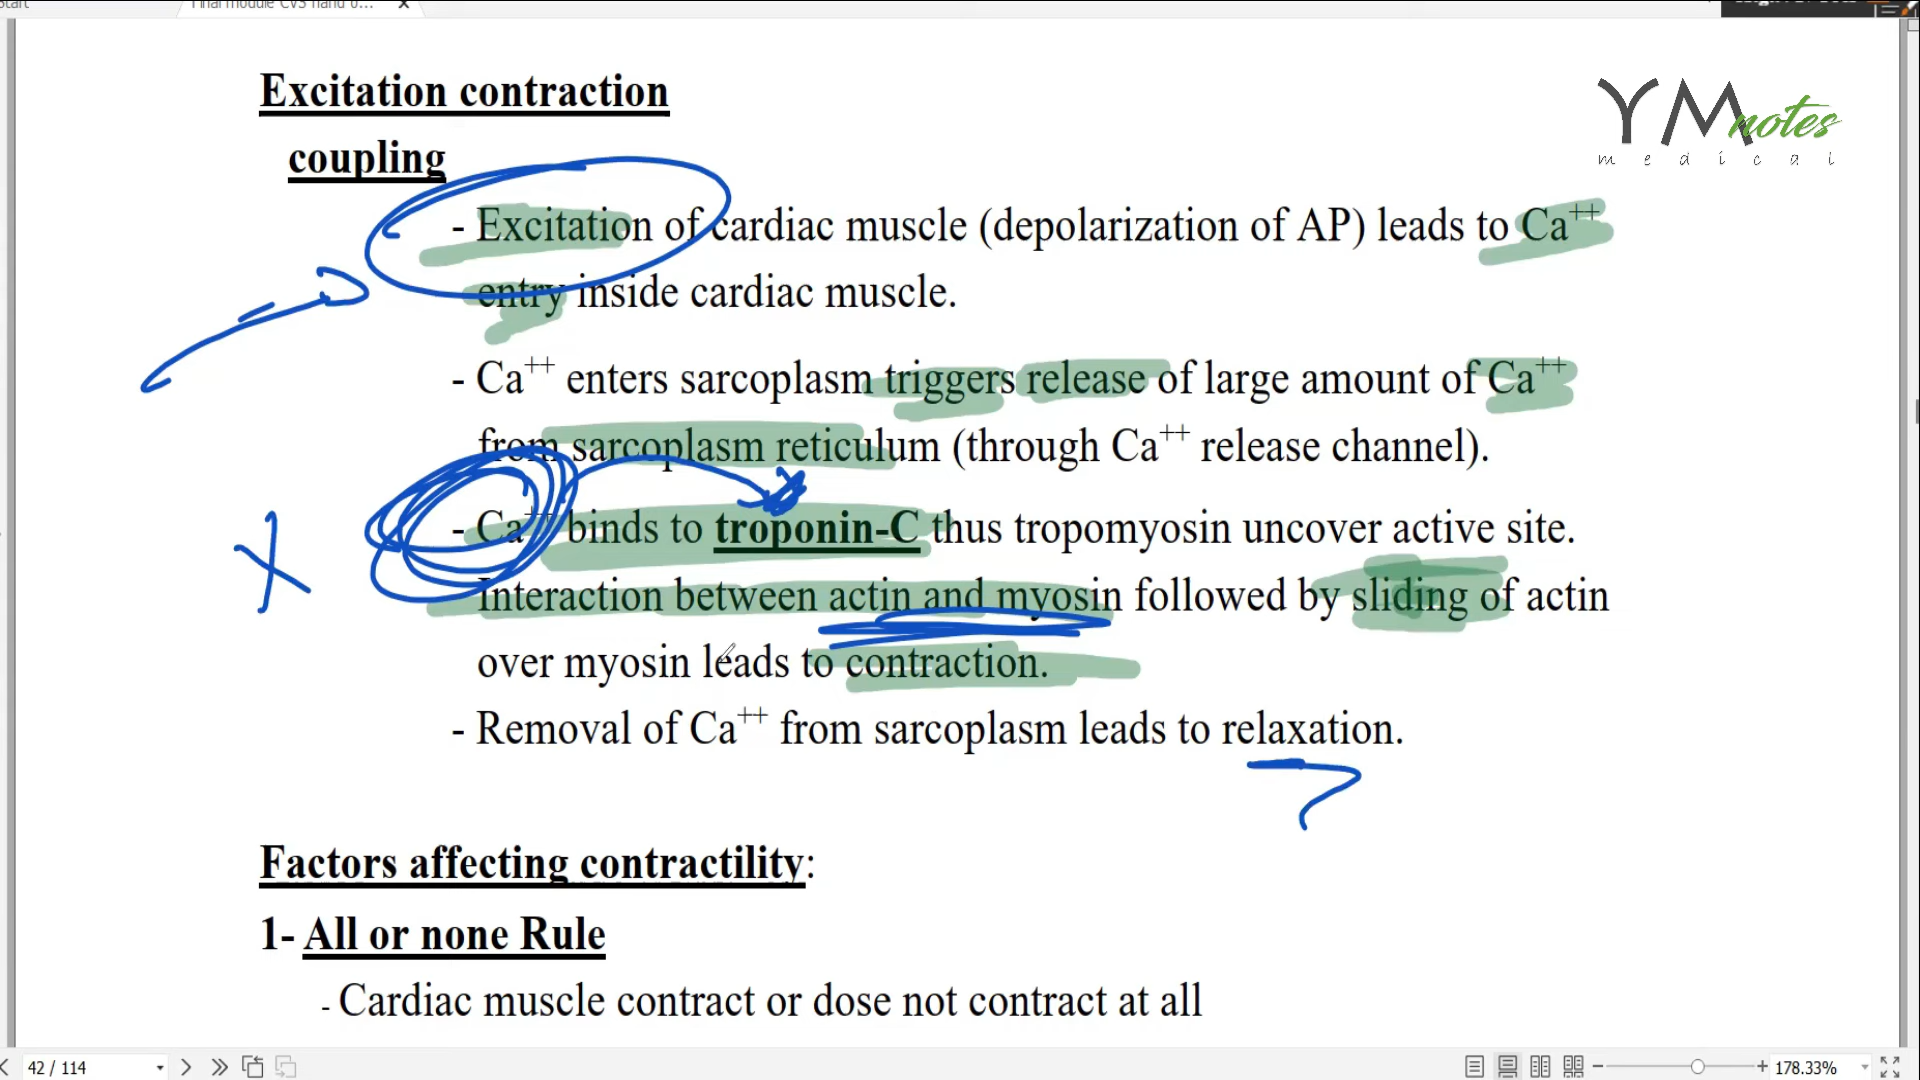 Excitation contraction
coupling
YM notes
medical
- Excitation of cardiac muscle (depolarization of AP) leads to Ca⁺⁺
entry inside cardiac muscle.
- Ca⁺⁺ enters sarcoplasm triggers release of large amount of Ca⁺⁺
from sarcoplasm reticulum (through Ca⁺⁺ release channel).
- Ca⁺⁺ binds to troponin-C thus tropomyosin uncover active site.
Interaction between actin and myosin followed by sliding of actin
over myosin leads to contraction.
- Removal of Ca⁺⁺ from sarcoplasm leads to relaxation.
Factors affecting contractility:
1- All or none Rule
- Cardiac muscle contract or dose not contract at all
42 / 114
178.33%